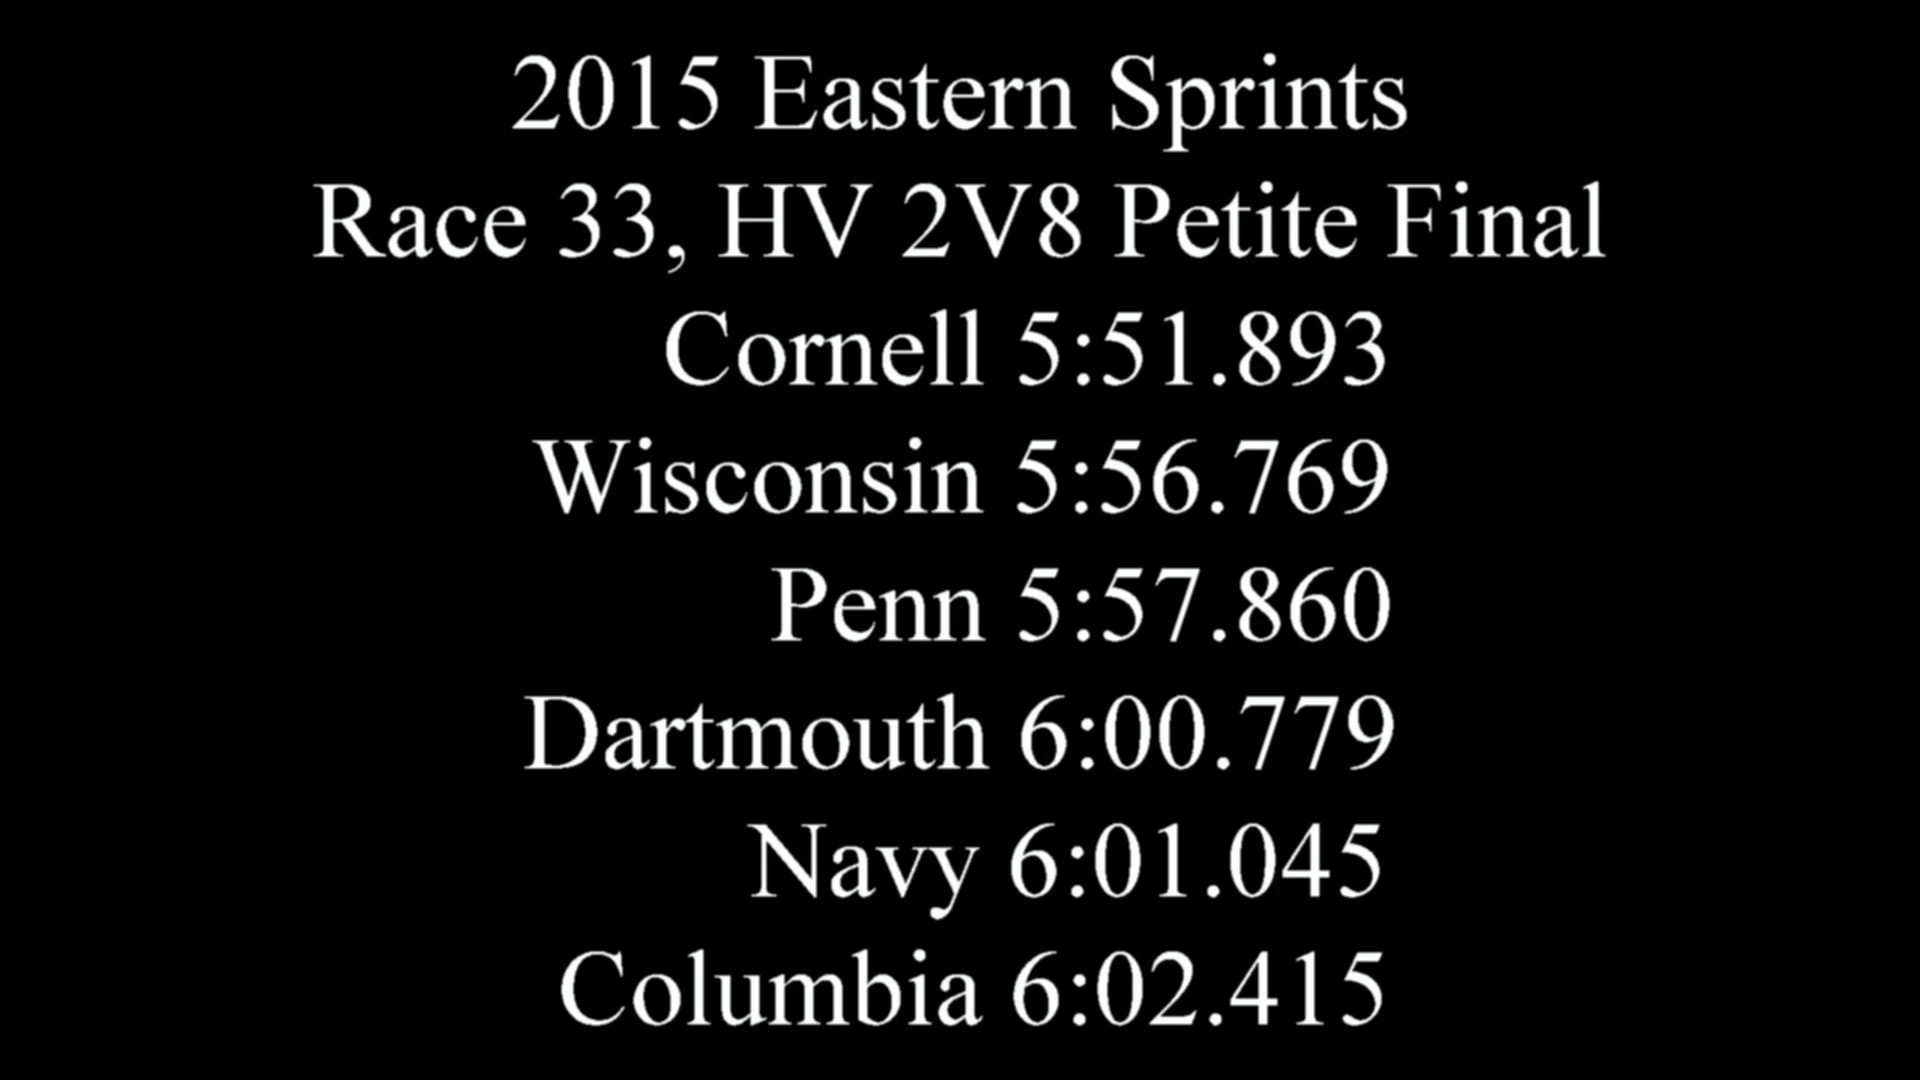 2015 Eastern Sprints
Race 33, HV 2V8 Petite Final
Cornell 5:51.893
Wisconsin 5:56.769
Penn 5:57.860
Dartmouth 6:00.779
Navy 6:01.045
Columbia 6:02.415